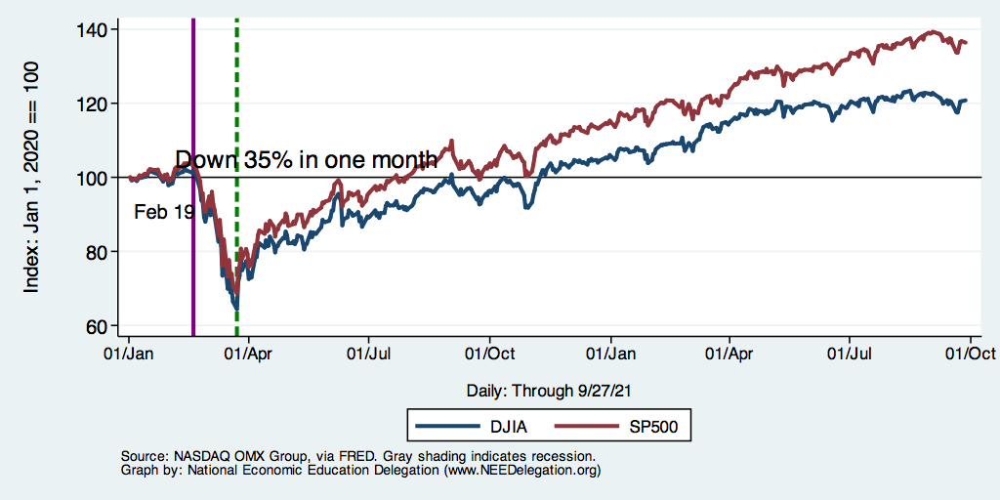 140
120
100
80
60
Index: Jan 1, 2020 == 100
Down 35% in one month
Feb 19
01/Jan 01/Apr 01/Jul 01/Oct 01/Jan 01/Apr 01/Jul 01/Oct
Daily: Through 9/27/21
DJIA SP500
Source: NASDAQ OMX Group, via FRED. Gray shading indicates recession.
Graph by: National Economic Education Delegation (www.NEEDelegation.org)